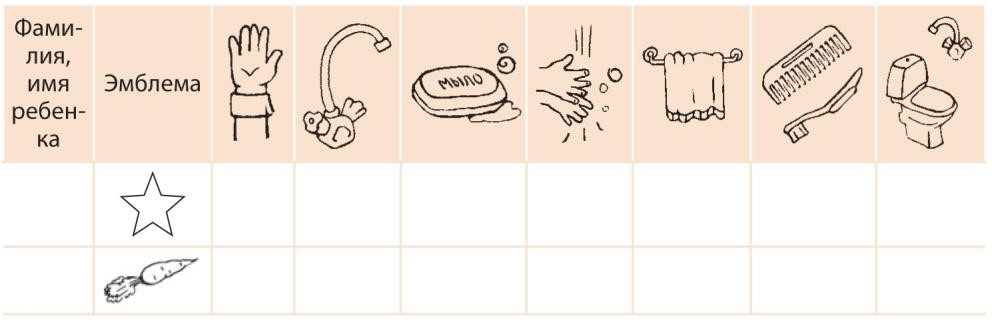 Фами-
лия,
имя
ребен-
ка
Эмблема
МЫЛО